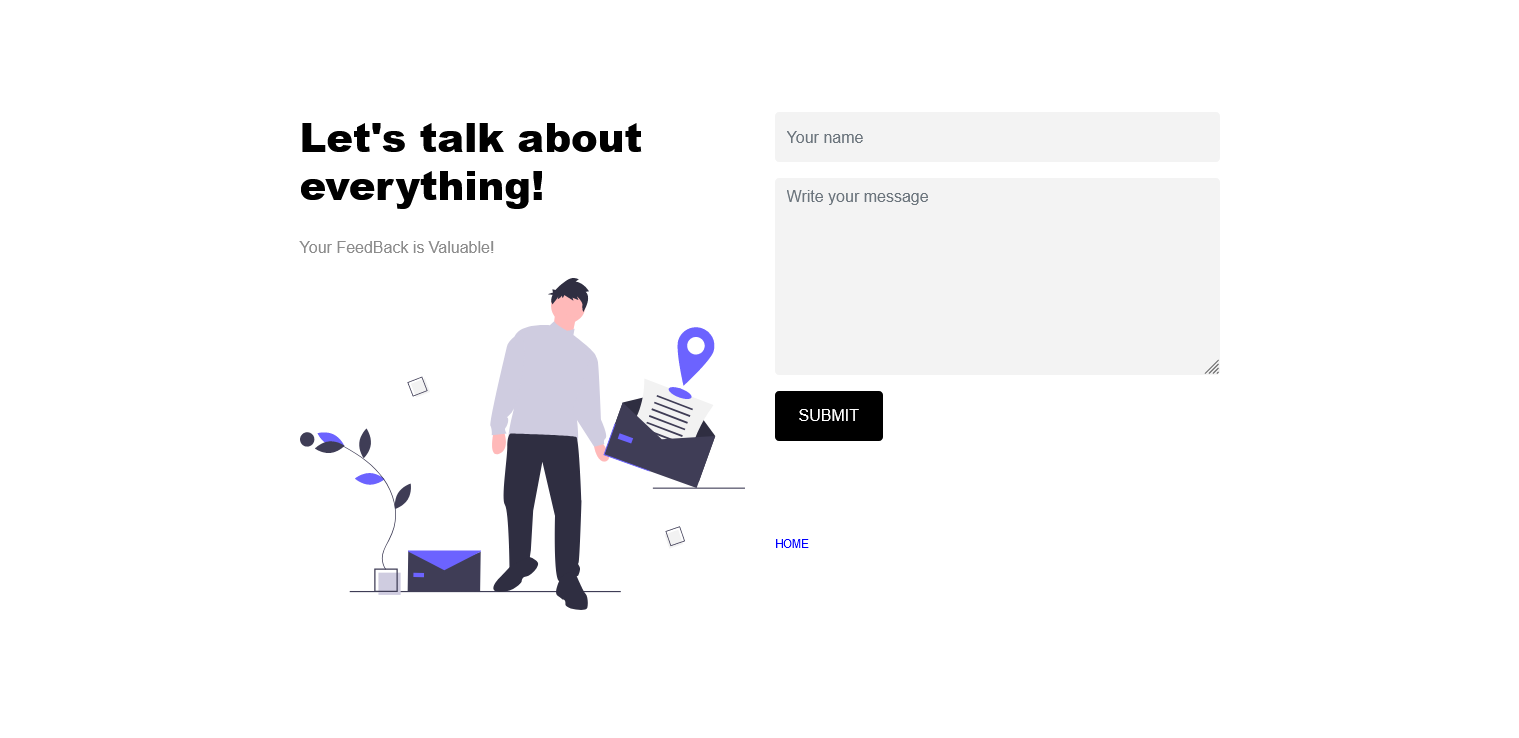 Let's talk about
everything!
Your FeedBack is Valuable!
Your name
Write your message
SUBMIT
HOME